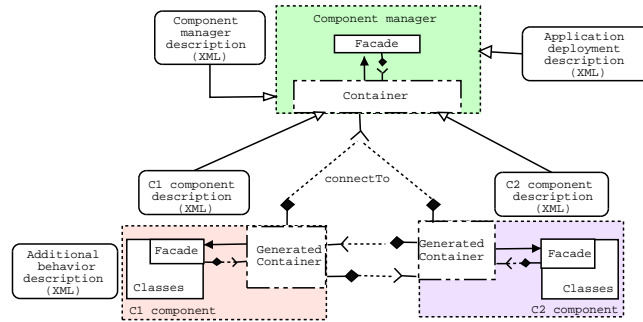 Component
manager
description
(XML)
Component manager
Facade
Container
Application
deployment
description
(XML)
C1 component
description
(XML)
connectTo
C2 component
description
(XML)
Additional
behavior
description
(XML)
Facade
Classes
C1 component
Generated
Container
Generated
Container
Facade
Classes
C2 component